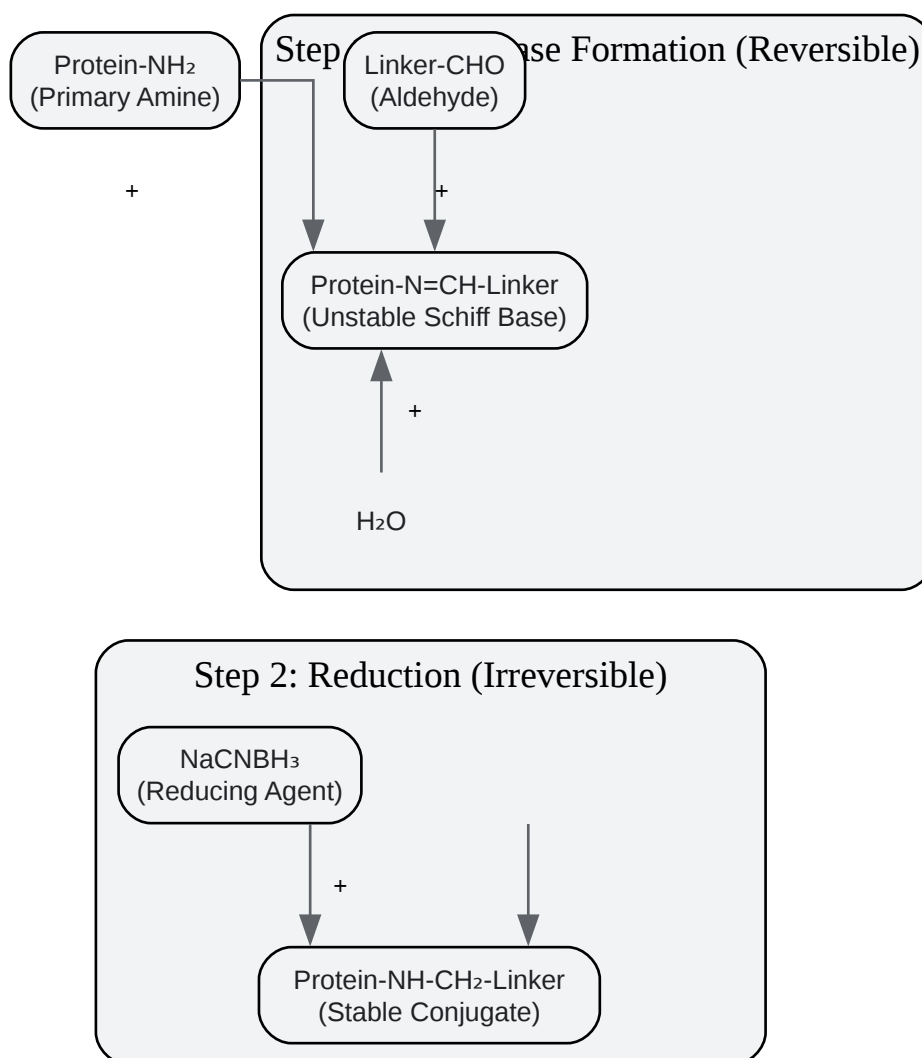 Protein-NH₂
(Primary Amine)
Step
Linker-CHO
(Aldehyde)
Formation (Reversible)
+
+
Protein-N=CH-Linker
(Unstable Schiff Base)
+
H₂O
Step 2: Reduction (Irreversible)
NaCNBH₃
(Reducing Agent)
+
Protein-NH-CH₂-Linker
(Stable Conjugate)